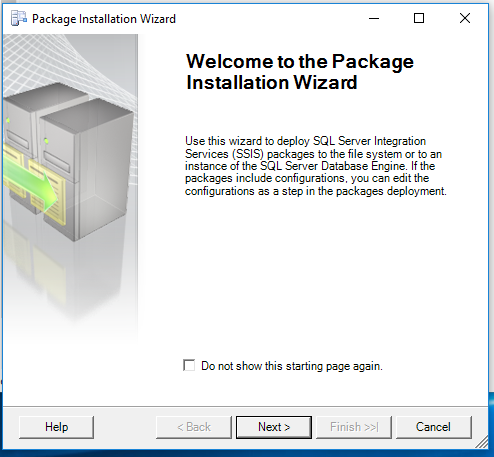 Package Installation Wizard
Welcome to the Package
Installation Wizard
Use this wizard to deploy SQL Server Integration
Services (SSIS) packages to the file system or to an
instance of the SQL Server Database Engine. If the
packages include configurations, you can edit the
configurations as a step in the packages deployment.
Do not show this starting page again.
Help
< Back
Next >
Finish >>|
Cancel